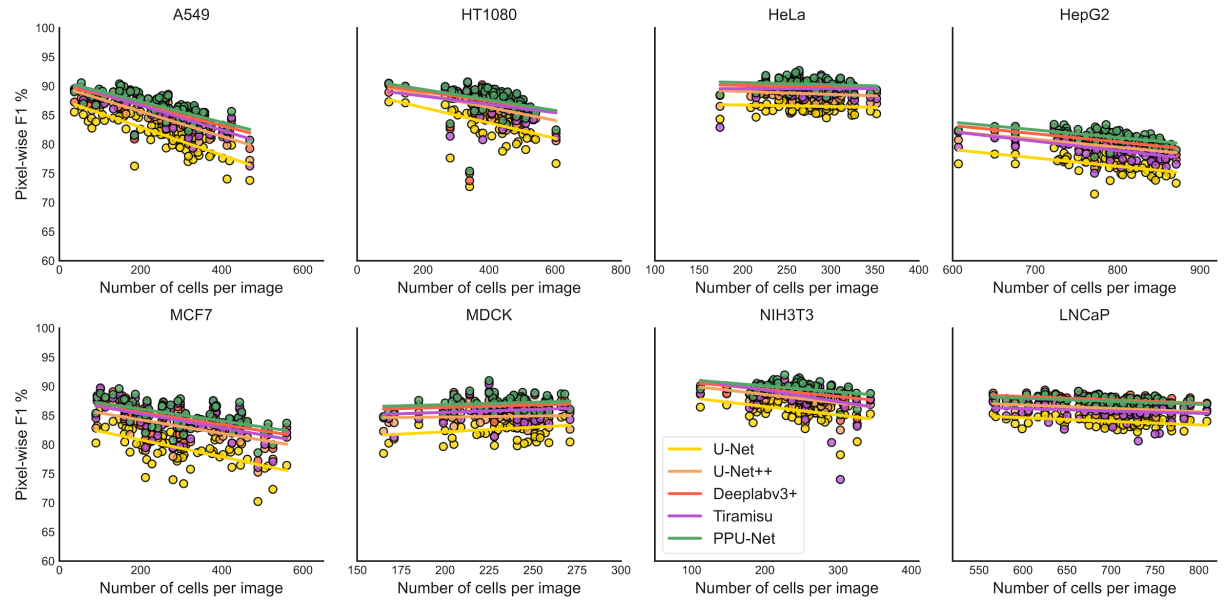 A549
HT1080
HeLa
HepG2
Pixel-wise F1 %
100
95
90
85
80
75
70
65
60
0 200 400 600
0 200 400 600 800
100 150 200 250 300 350 400
600 700 800 900
Number of cells per image
Number of cells per image
Number of cells per image
Number of cells per image
MCF7
MDCK
NIH3T3
LNCaP
Pixel-wise F1 %
100
95
90
85
80
75
70
65
60
U-Net
U-Net++
Deeplabv3+
Tiramisu
PPU-Net
0 200 400 600
150 175 200 225 250 275 300
100 200 300 400
550 600 650 700 750 800
Number of cells per image
Number of cells per image
Number of cells per image
Number of cells per image